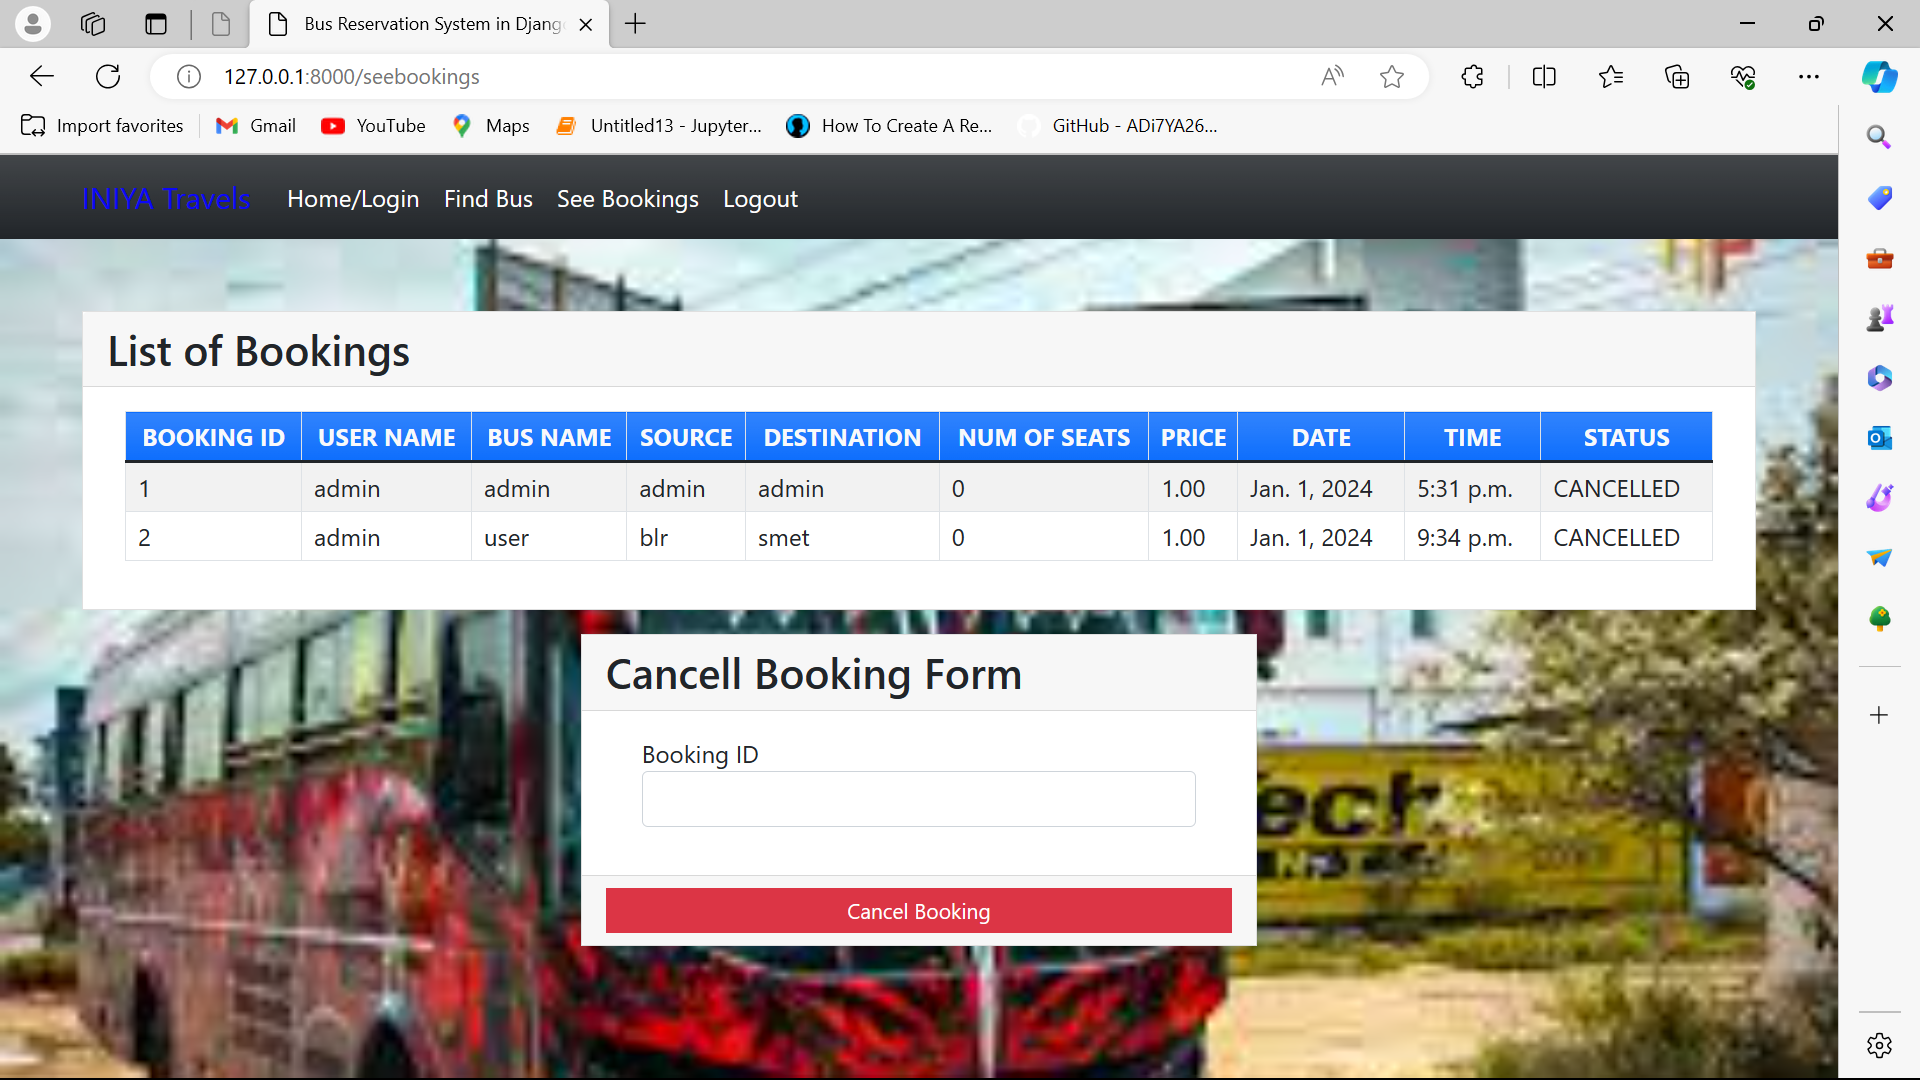 Bus Reservation System in Djang
127.0.0.1:8000/seebookings
Import favorites Gmail YouTube Maps Untitled13 - Jupyter... How To Create A Re... GitHub - ADi7YA26...
INIYA Travels Home/Login Find Bus See Bookings Logout
List of Bookings
BOOKING ID USER NAME BUS NAME SOURCE DESTINATION NUM OF SEATS PRICE DATE TIME STATUS
1 admin admin admin admin 0 1.00 Jan. 1, 2024 5:31 p.m. CANCELLED
2 admin user blr smet 0 1.00 Jan. 1, 2024 9:34 p.m. CANCELLED
Cancell Booking Form
Booking ID
ech
Cancel Booking